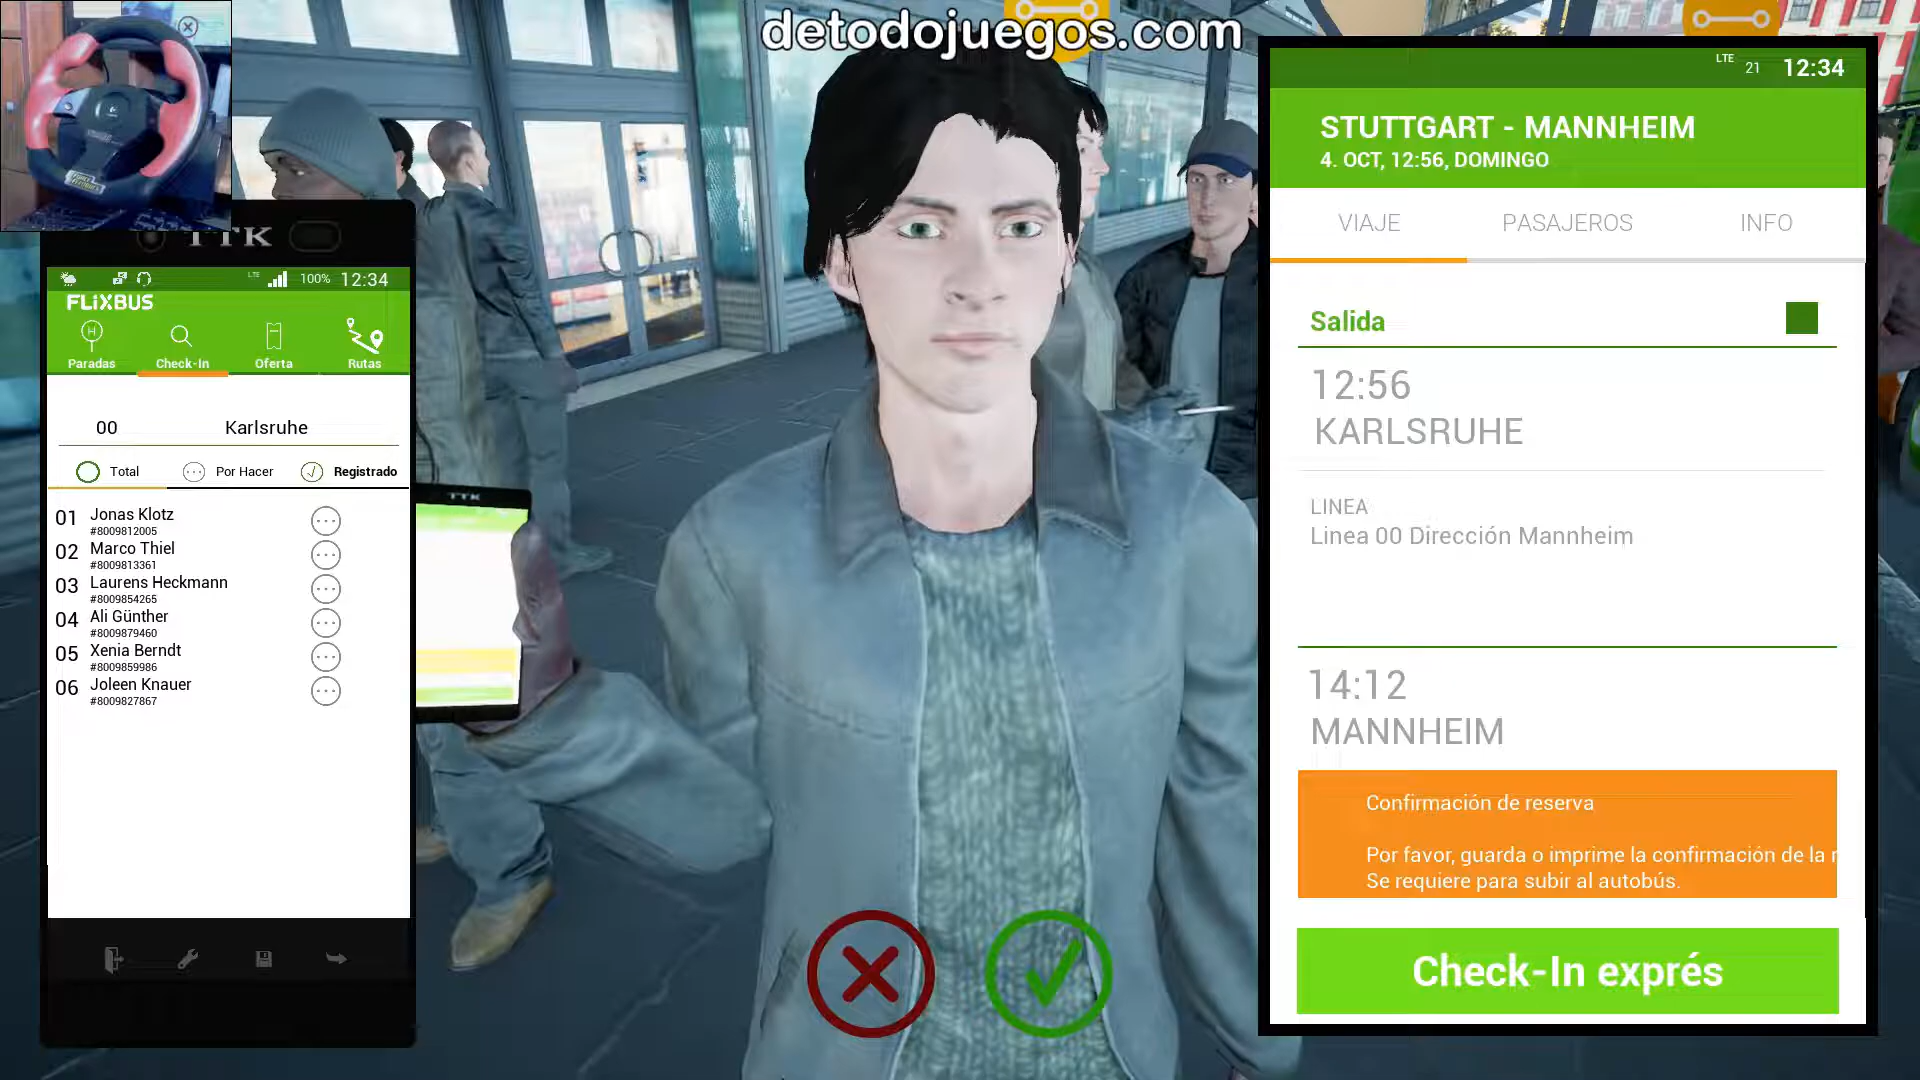 detodojuegos.com
TTK
LTE 100% 12:34
FLiXBUS
Paradas Check-In Oferta Rutas
00 Karlsruhe
Total Por Hacer Registrado
01 Jonas Klotz
#8009812005
02 Marco Thiel
#8009813361
03 Laurens Heckmann
#8009854265
04 Ali Günther
#8009879460
05 Xenia Berndt
#8009859986
06 Joleen Knauer
#8009827867
TTK
LTE 21 12:34
STUTTGART - MANNHEIM
4. OCT, 12:56, DOMINGO
VIAJE PASAJEROS INFO
Salida
12:56
KARLSRUHE
LINEA
Linea 00 Dirección Mannheim
14:12
MANNHEIM
Confirmación de reserva
Por favor, guarda o imprime la confirmación de la
Se requiere para subir al autobús.
Check-In exprés